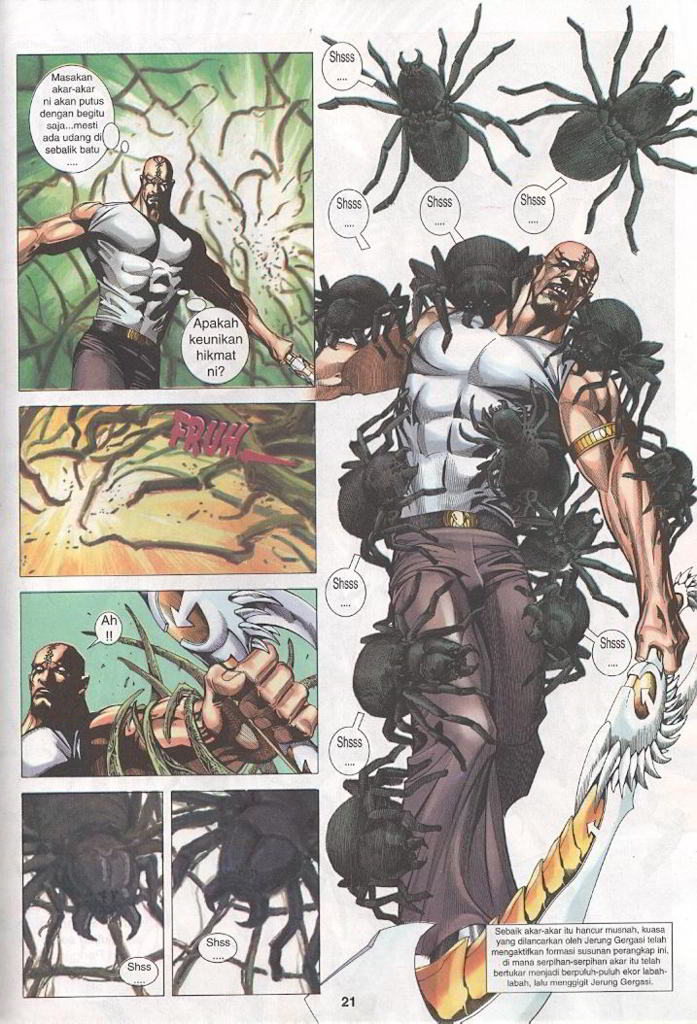 Masakan
akar-akar
ni akan putus
dengan begitu
saja...mesti
ada udang di
sebalik batu
....
Apakah
keunikan
hikmat
ni?
FRUH...
Ah
!!
Shss
....
Shss
....
Shsss
....
Shsss
....
Shsss
....
Shsss
....
Shsss
....
Shsss
....
Shsss
....
Sebaik akar-akar itu hancur musnah, kuasa
yang dilancarkan oleh Jerung Gergasi telah
mengaktifkan formasi susunan perangkap ini,
di mana serpihan-serpihan akar itu telah
bertukar menjadi berpuluh-puluh ekor labah-
labah, lalu menggigit Jerung Gergasi.
21